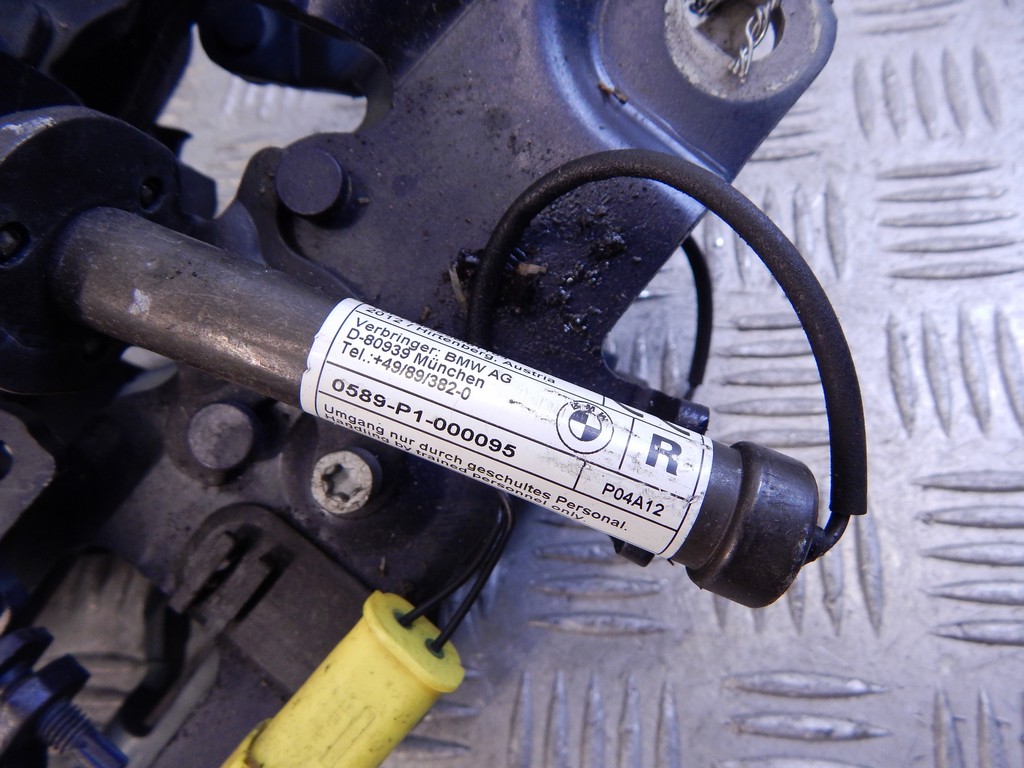 2012 / Hirtenberg, Austria
Verbringer: BMW AG
D-80939 München
Tel.:+49/89/382-0
0589-P1-000095
BMW
R
P04A12
Umgang nur durch geschultes Personal.
Handling by trained personnel only.